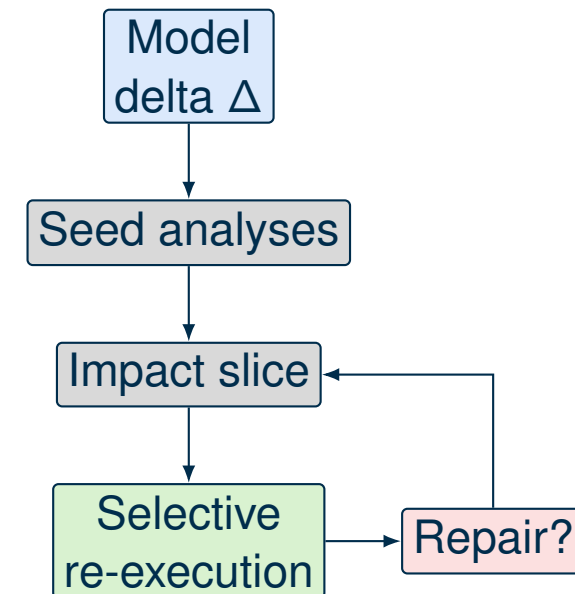 Model
delta Δ
Seed analyses
Impact slice
Selective
re-execution
Repair?